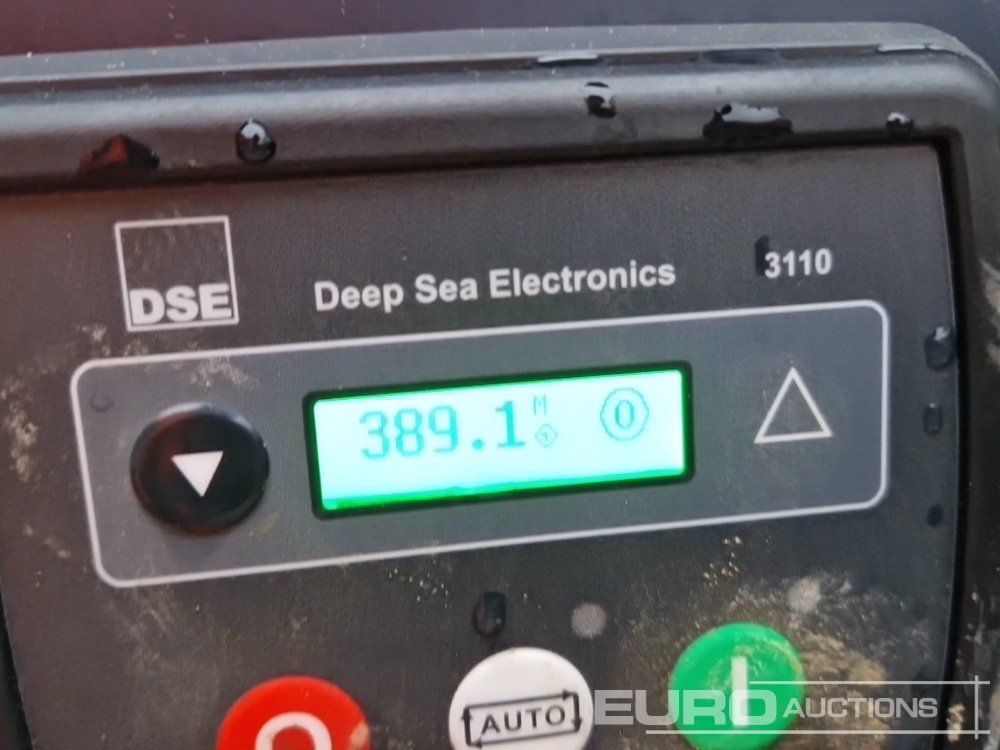 DSE
Deep Sea Electronics
3110
389.1 M
0
AUTO
EURO AUCTIONS